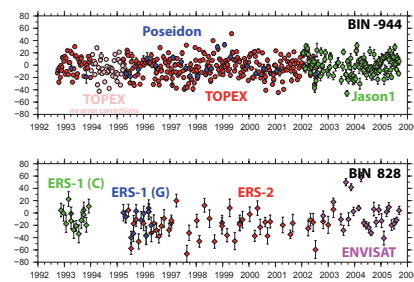 80
60
40
20
0
−20
−40
−60
−80
Poseidon
BIN -944
TOPEX
no error corrections
TOPEX
Jason1
1992 1993 1994 1995 1996 1997 1998 1999 2000 2001 2002 2003 2004 2005 200
80
60
40
20
0
−20
−40
−60
−80
BIN 828
ERS-1 (C)
ERS-1 (G)
ERS-2
ENVISAT
1992 1993 1994 1995 1996 1997 1998 1999 2000 2001 2002 2003 2004 2005 200